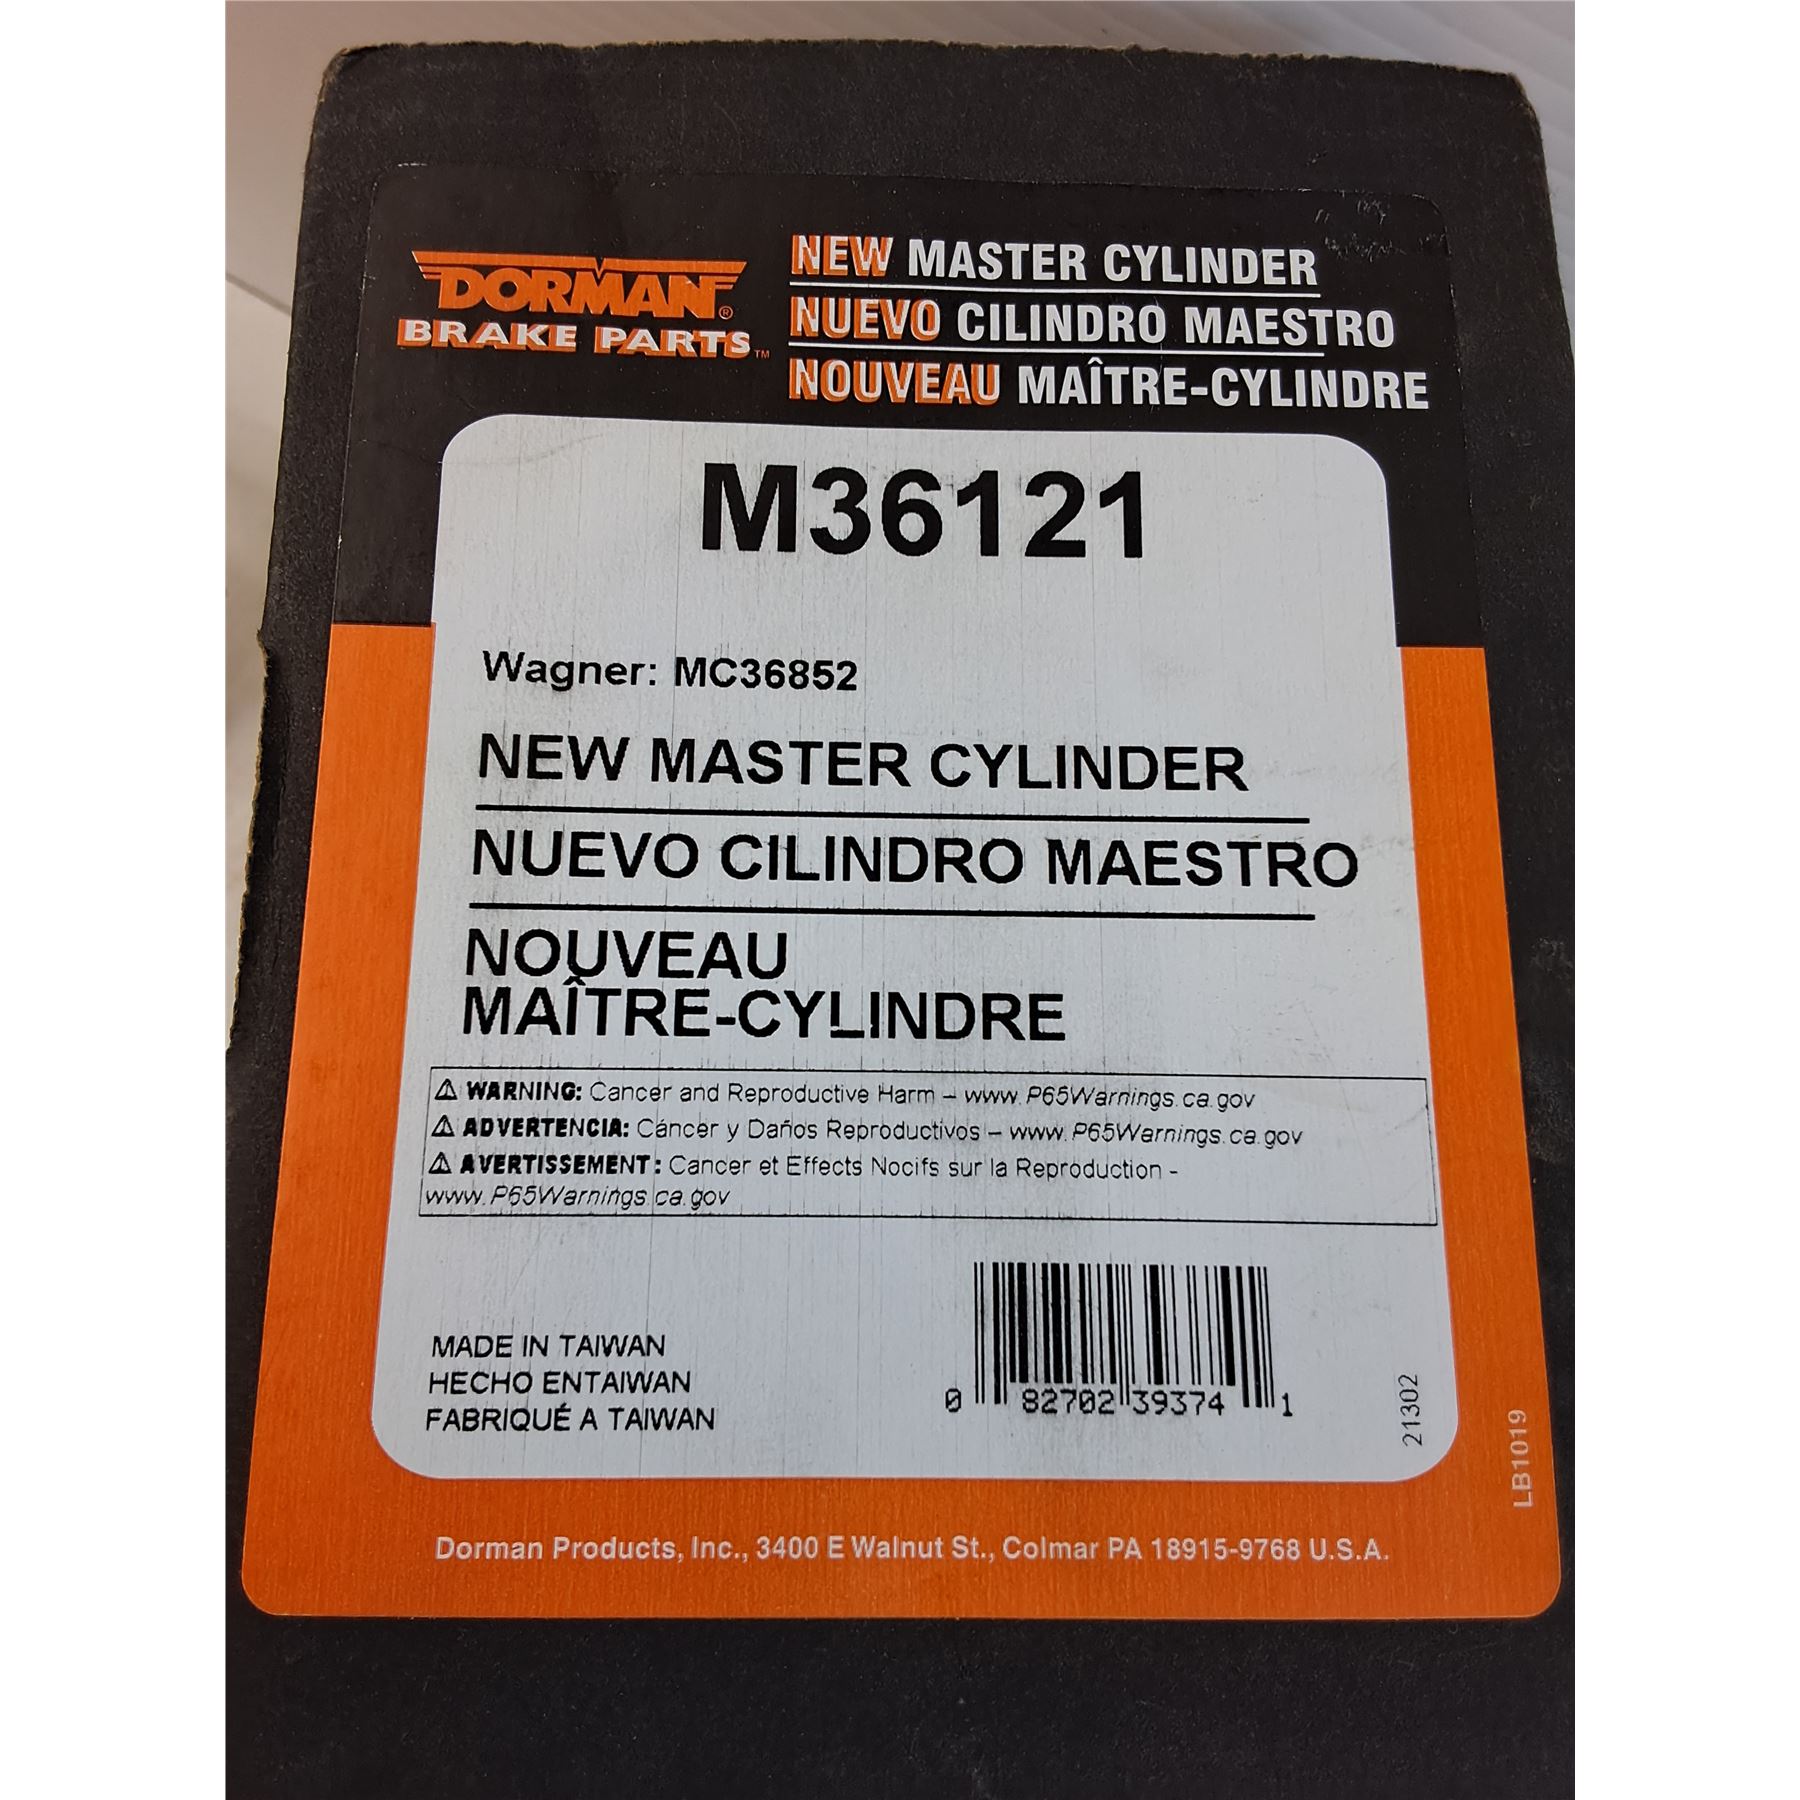 DORMAN®
BRAKE PARTS™
NEW MASTER CYLINDER
NUEVO CILINDRO MAESTRO
NOUVEAU MAÎTRE-CYLINDRE
M36121
Wagner: MC36852
NEW MASTER CYLINDER
NUEVO CILINDRO MAESTRO
NOUVEAU
MAÎTRE-CYLINDRE
⚠ WARNING: Cancer and Reproductive Harm – www.P65Warnings.ca.gov
⚠ ADVERTENCIA: Cáncer y Daños Reproductivos – www.P65Warnings.ca.gov
⚠ AVERTISSEMENT: Cancer et Effects Nocifs sur la Reproduction -
www.P65Warnings.ca.gov
MADE IN TAIWAN
HECHO ENTAIWAN
FABRIQUÉ A TAIWAN
0 82702 39374 1
21302
LB1019
Dorman Products, Inc., 3400 E Walnut St., Colmar PA 18915-9768 U.S.A.